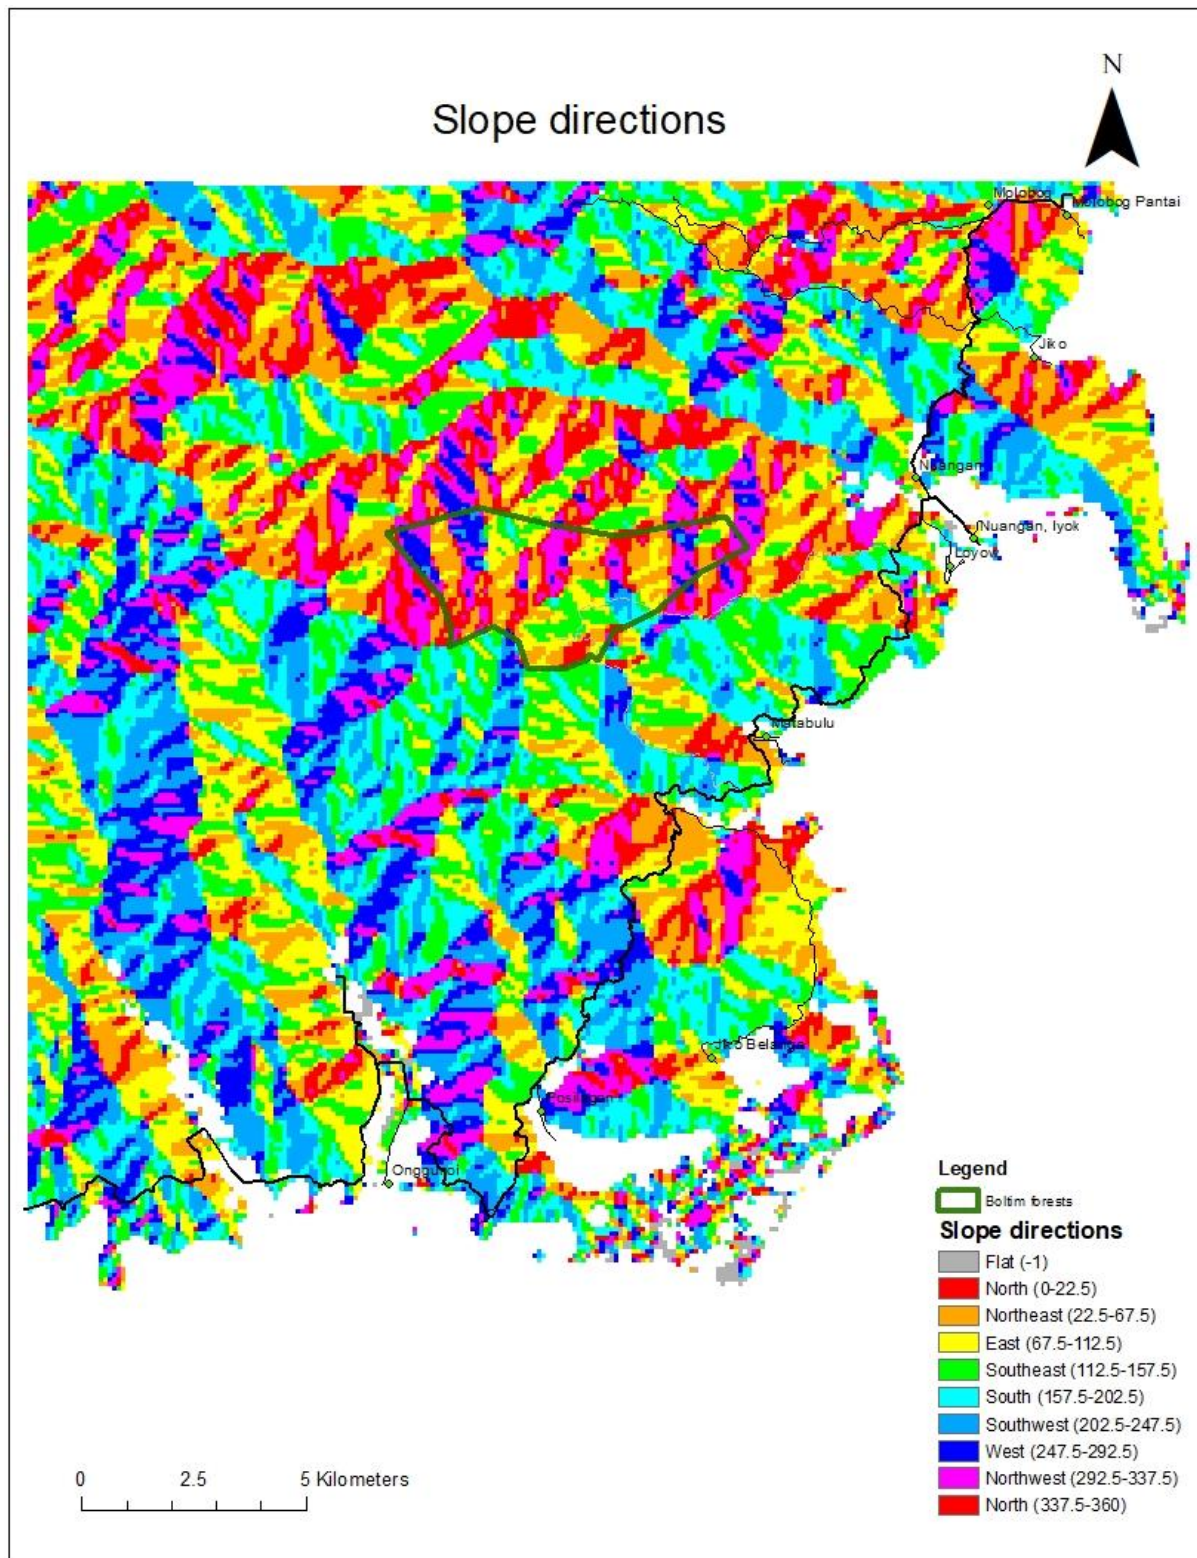 N
Slope directions
Molobog
Molobog Pantai
Jiko
Nuangan
Nuangan, Iyok
Loyow
Matabulu
Jiko Belanga
Posilagon
Onggunoi
Legend
Boltim forests
Slope directions
Flat (-1)
North (0-22.5)
Northeast (22.5-67.5)
East (67.5-112.5)
Southeast (112.5-157.5)
South (157.5-202.5)
Southwest (202.5-247.5)
West (247.5-292.5)
Northwest (292.5-337.5)
North (337.5-360)
0 2.5 5 Kilometers